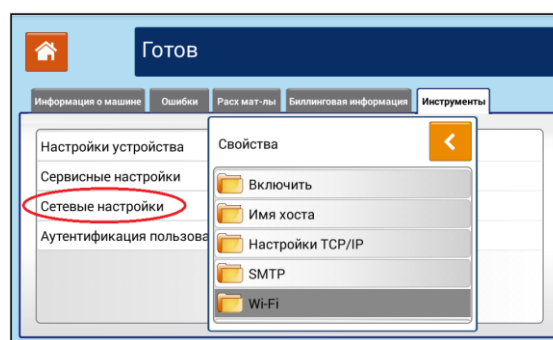 Готов
Информация о машине Ошибки Расх мат-лы Биллинговая информация Инструменты
Настройки устройства
Сервисные настройки
Сетевые настройки
Аутентификация пользова
Свойства
Включить
Имя хоста
Настройки TCP/IP
SMTP
Wi-Fi